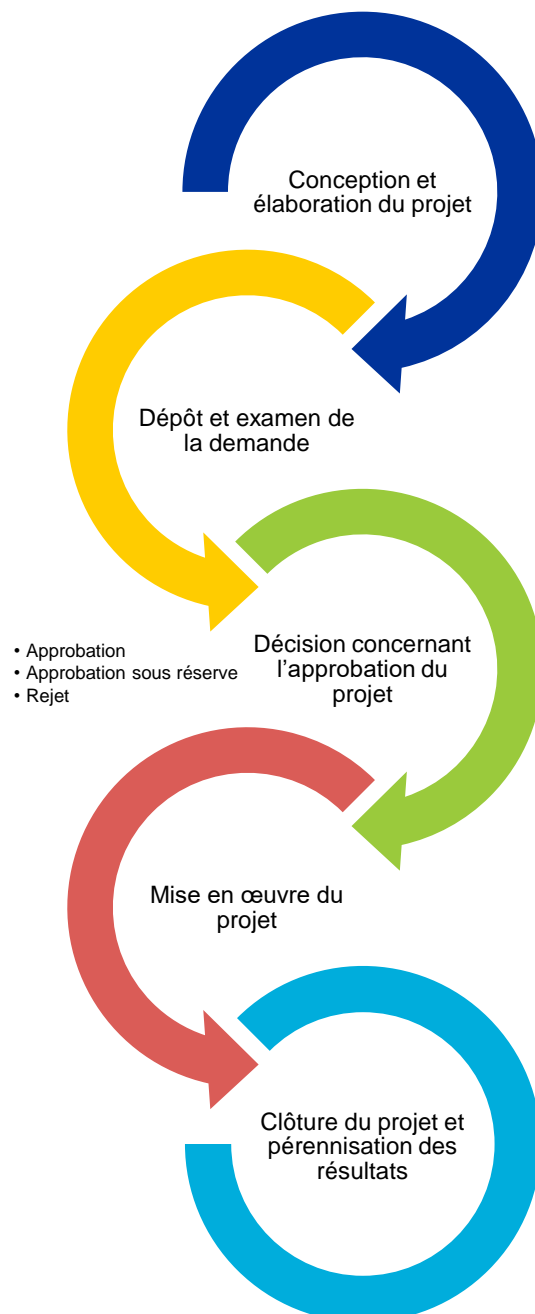 Conception et
élaboration du projet
Dépôt et examen de
la demande
• Approbation
• Approbation sous réserve
• Rejet
Décision concernant
l’approbation du
projet
Mise en œuvre du
projet
Clôture du projet et
pérennisation des
résultats